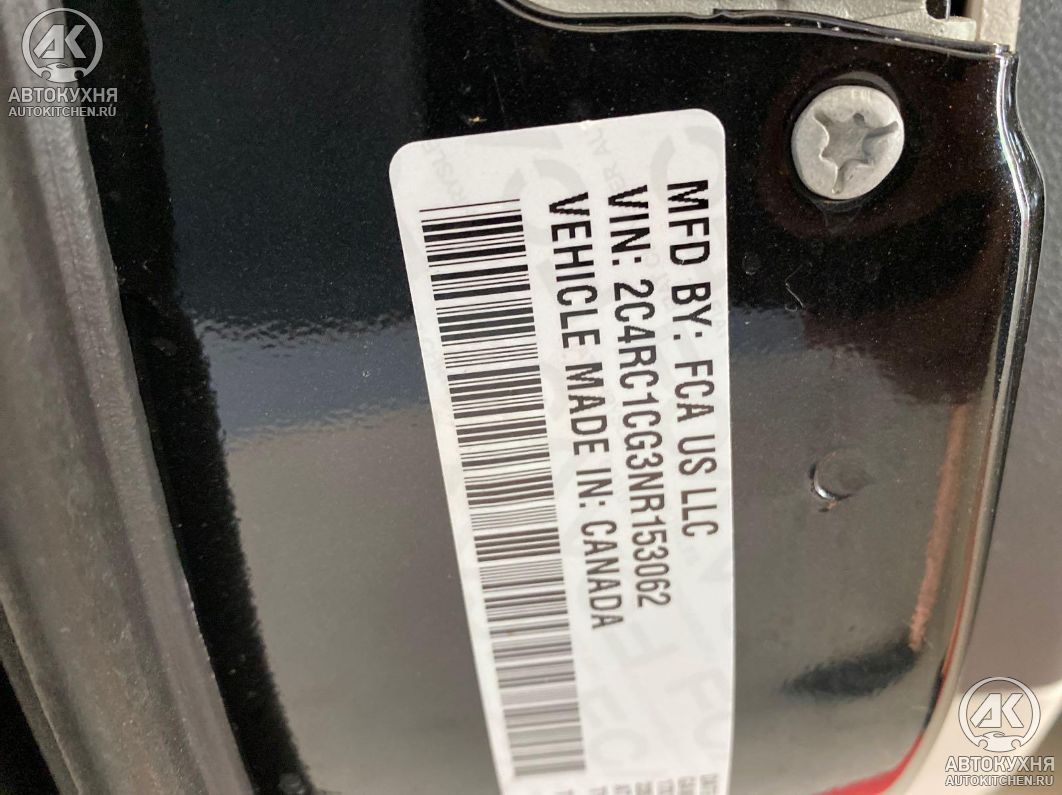 АВТОКУХНЯ
AUTOKITCHEN.RU
MFD BY: FCA US LLC
VIN: 2C4RC1CG3NR153062
VEHICLE MADE IN: CANADA
АВТОКУХНЯ
AUTOKITCHEN.RU